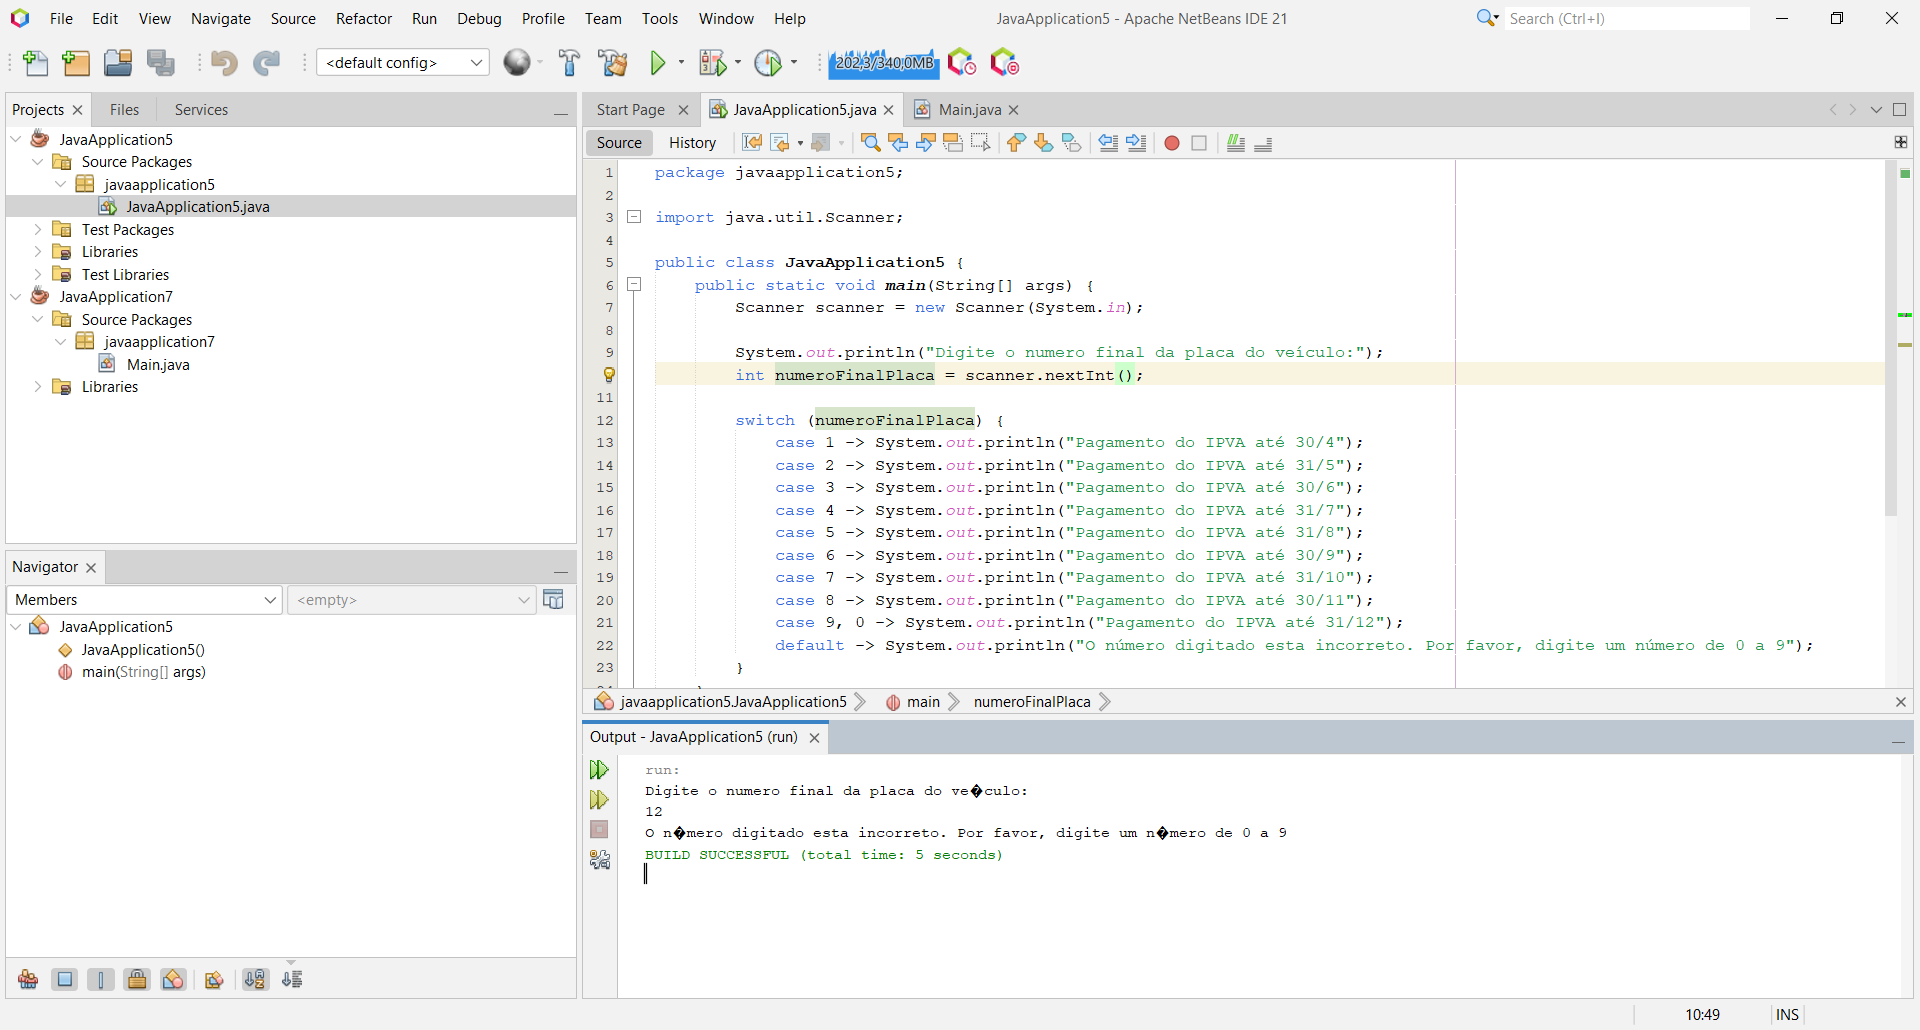 File Edit View Navigate Source Refactor Run Debug Profile Team Tools Window Help JavaApplication5 - Apache NetBeans IDE 21 Search (Ctrl+I)
<default config> 202,3/340,0MB
Projects Files Services
JavaApplication5
Source Packages
javaapplication5
JavaApplication5.java
Test Packages
Libraries
Test Libraries
JavaApplication7
Source Packages
javaapplication7
Main.java
Libraries
Navigator
Members <empty>
JavaApplication5
JavaApplication5()
main(String[] args)
Start Page JavaApplication5.java Main.java
Source History
1 package javaapplication5;
2
3 import java.util.Scanner;
4
5 public class JavaApplication5 {
6 public static void main(String[] args) {
7 Scanner scanner = new Scanner(System.in);
8
9 System.out.println("Digite o numero final da placa do veículo:");
int numeroFinalPlaca = scanner.nextInt();
11
12 switch (numeroFinalPlaca) {
13 case 1 -> System.out.println("Pagamento do IPVA até 30/4");
14 case 2 -> System.out.println("Pagamento do IPVA até 31/5");
15 case 3 -> System.out.println("Pagamento do IPVA até 30/6");
16 case 4 -> System.out.println("Pagamento do IPVA até 31/7");
17 case 5 -> System.out.println("Pagamento do IPVA até 31/8");
18 case 6 -> System.out.println("Pagamento do IPVA até 30/9");
19 case 7 -> System.out.println("Pagamento do IPVA até 31/10");
20 case 8 -> System.out.println("Pagamento do IPVA até 30/11");
21 case 9, 0 -> System.out.println("Pagamento do IPVA até 31/12");
22 default -> System.out.println("O número digitado esta incorreto. Por favor, digite um número de 0 a 9");
23 }
javaapplication5.JavaApplication5 main numeroFinalPlaca
Output - JavaApplication5 (run)
run:
Digite o numero final da placa do ve�culo:
12
O n�mero digitado esta incorreto. Por favor, digite um n�mero de 0 a 9
BUILD SUCCESSFUL (total time: 5 seconds)
10:49 INS